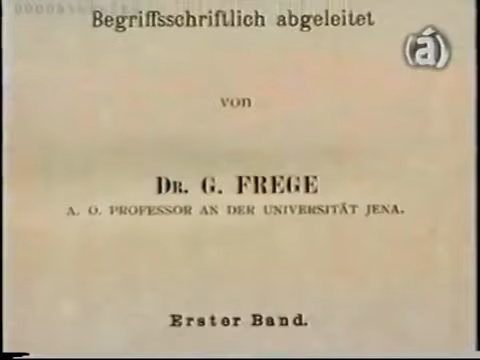 Begriffsschriftlich abgeleitet
(á)
von
DR. G. FREGE
A. O. PROFESSOR AN DER UNIVERSITÄT JENA.
Erster Band.